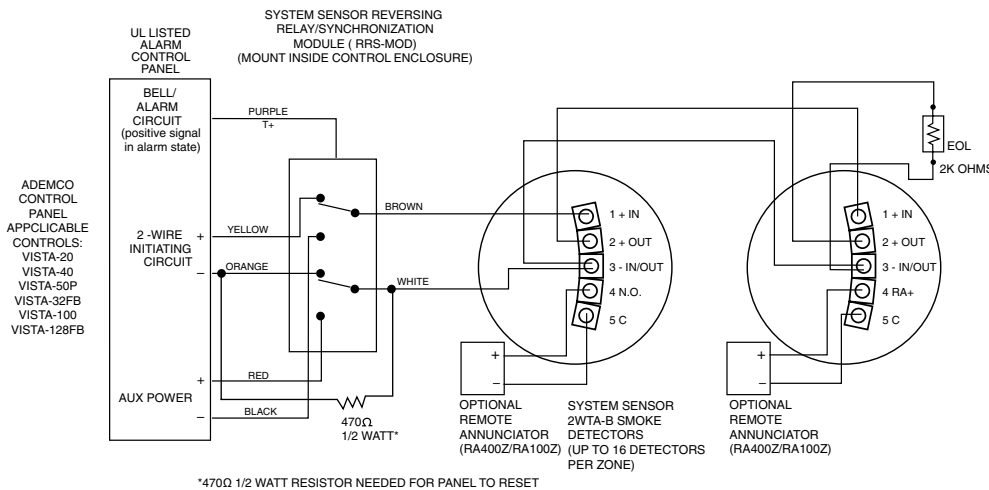 SYSTEM SENSOR REVERSING
RELAY/SYNCHRONIZATION
MODULE ( RRS-MOD)
(MOUNT INSIDE CONTROL ENCLOSURE)
UL LISTED
ALARM
CONTROL
PANEL
BELL/
ALARM
CIRCUIT
(positive signal
in alarm state)
PURPLE
T+
ADEMCO
CONTROL
PANEL
APPCLICABLE
CONTROLS:
VISTA-20
VISTA-40
VISTA-50P
VISTA-32FB
VISTA-100
VISTA-128FB
2 -WIRE
INITIATING
CIRCUIT
+
YELLOW
–
ORANGE
BROWN
WHITE
AUX POWER
+
RED
–
BLACK
470Ω
1/2 WATT*
1 + IN
2 + OUT
3 - IN/OUT
4 N.O.
5 C
+
–
OPTIONAL
REMOTE
ANNUNCIATOR
(RA400Z/RA100Z)
SYSTEM SENSOR
2WTA-B SMOKE
DETECTORS
(UP TO 16 DETECTORS
PER ZONE)
EOL
2K OHMS
1 + IN
2 + OUT
3 - IN/OUT
4 RA+
5 C
+
–
OPTIONAL
REMOTE
ANNUNCIATOR
(RA400Z/RA100Z)
*470Ω 1/2 WATT RESISTOR NEEDED FOR PANEL TO RESET